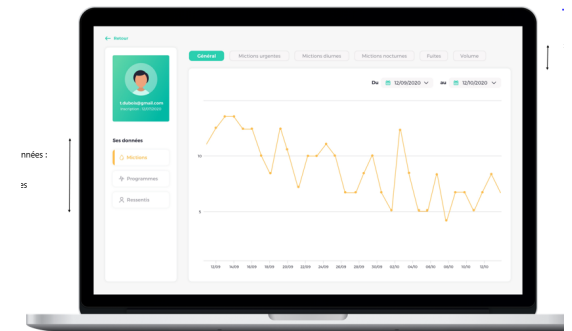 ← Retour
Général
Mictions urgentes
Mictions diurnes
Mictions nocturnes
Fuites
Volume
Du 12/09/2020 au 12/10/2020
t.dubois@gmail.com
Ses données
Mictions
Programmes
Ressentis
nnées :
es
10
5
12/09 14/09 16/09 18/09 20/09 22/09 24/09 26/09 28/09 30/09 02/10 04/10 06/10 08/10 10/10 12/10